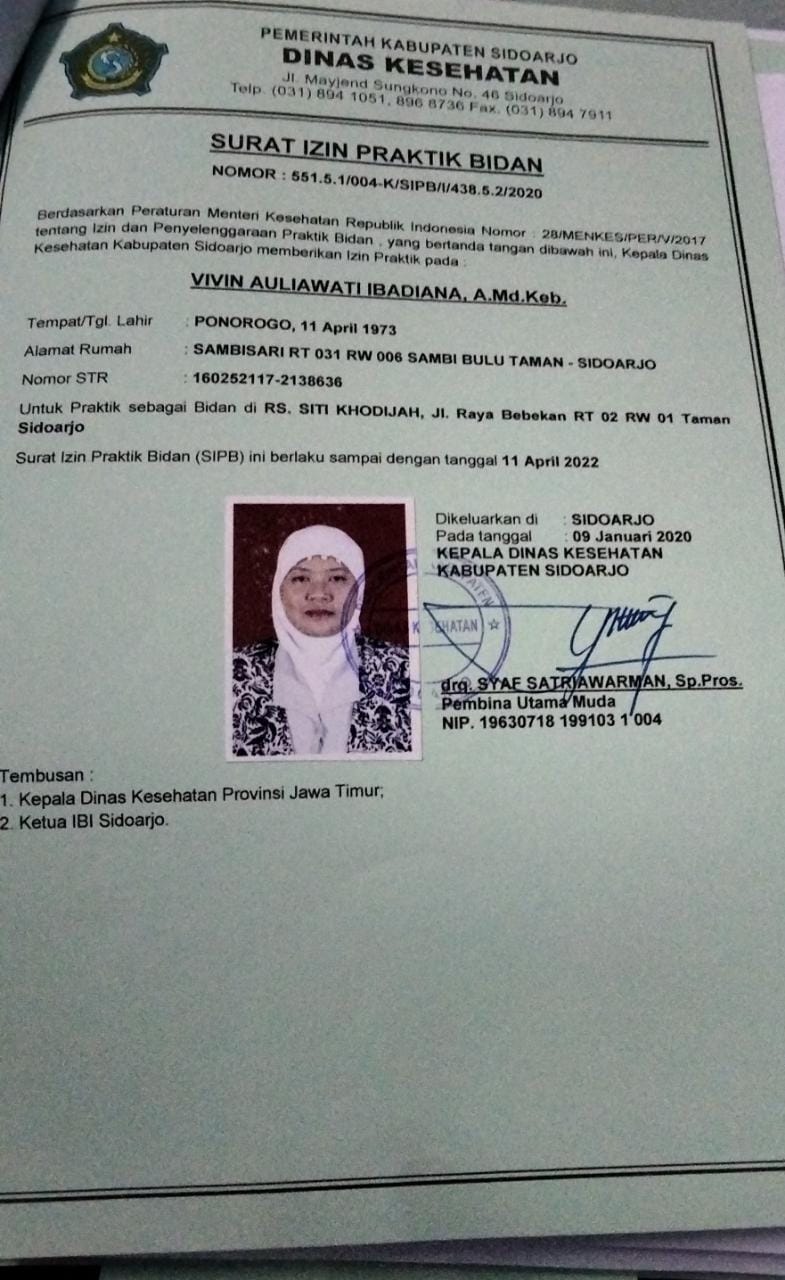 PEMERINTAH KABUPATEN SIDOARJO
DINAS KESEHATAN
Jl. Mayjend Sungkono No. 46 Sidoarjo
Telp. (031) 894 1051, 896 8736 Fax. (031) 894 7911
SURAT IZIN PRAKTIK BIDAN
NOMOR : 551.5.1/004-K/SIPB/I/438.5.2/2020
Berdasarkan Peraturan Menteri Kesehatan Republik Indonesia Nomor : 28/MENKES/PER/V/2017
tentang Izin dan Penyelenggaraan Praktik Bidan , yang bertanda tangan dibawah ini, Kepala Dinas
Kesehatan Kabupaten Sidoarjo memberikan Izin Praktik pada :
VIVIN AULIAWATI IBADIANA, A.Md.Keb.
Tempat/Tgl. Lahir : PONOROGO, 11 April 1973
Alamat Rumah : SAMBISARI RT 031 RW 006 SAMBI BULU TAMAN - SIDOARJO
Nomor STR : 160252117-2138636
Untuk Praktik sebagai Bidan di RS. SITI KHODIJAH, Jl. Raya Bebekan RT 02 RW 01 Taman
Sidoarjo
Surat Izin Praktik Bidan (SIPB) ini berlaku sampai dengan tanggal 11 April 2022
Dikeluarkan di : SIDOARJO
Pada tanggal : 09 Januari 2020
KEPALA DINAS KESEHATAN
KABUPATEN SIDOARJO
drg. SYAF SATRIAWARMAN, Sp.Pros.
Pembina Utama Muda
NIP. 19630718 199103 1 004
Tembusan :
1. Kepala Dinas Kesehatan Provinsi Jawa Timur;
2. Ketua IBI Sidoarjo.